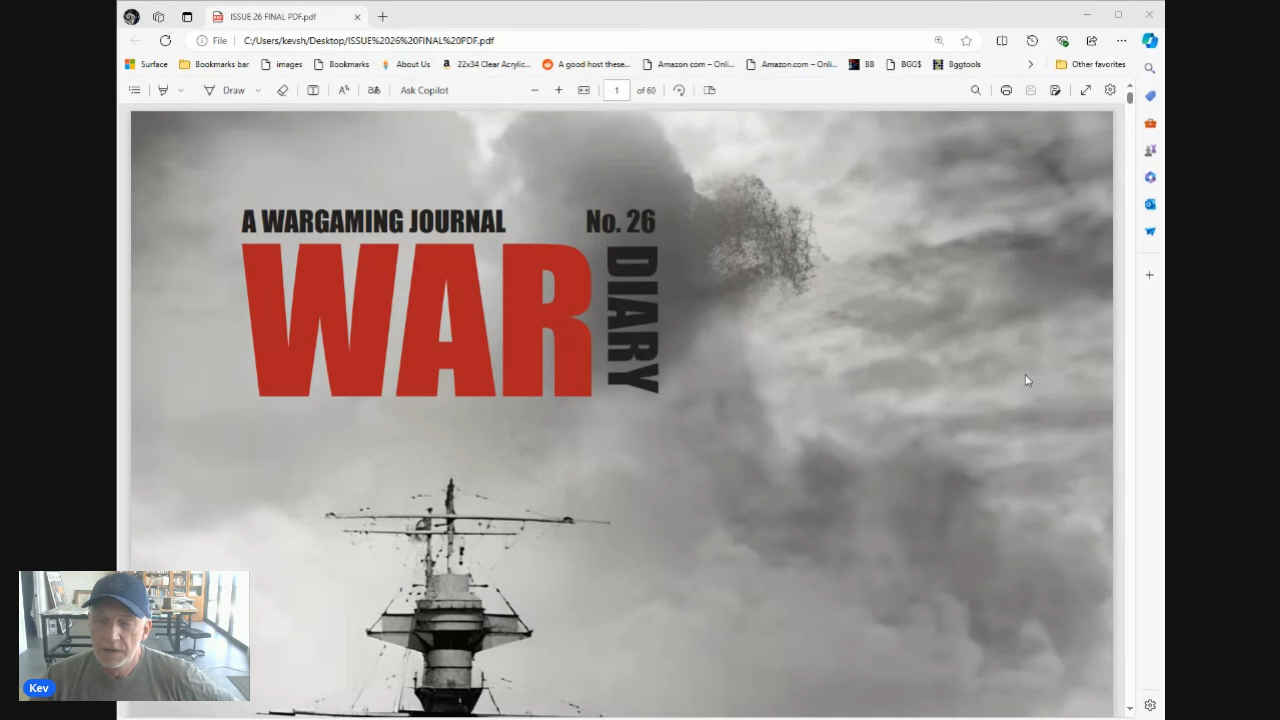 ISSUE 26 FINAL PDF.pdf
File
C:/Users/kevsh/Desktop/ISSUE%2026%20FINAL%20PDF.pdf
Surface
Bookmarks bar
images
Bookmarks
About Us
22x34 Clear Acrylic...
A good host these...
Amazon.com – Onli...
Amazon.com – Onli...
BB
BGG$
Bggtools
Other favorites
Draw
Ask Copilot
1 of 60
A WARGAMING JOURNAL
No. 26
WAR
DIARY
Kev